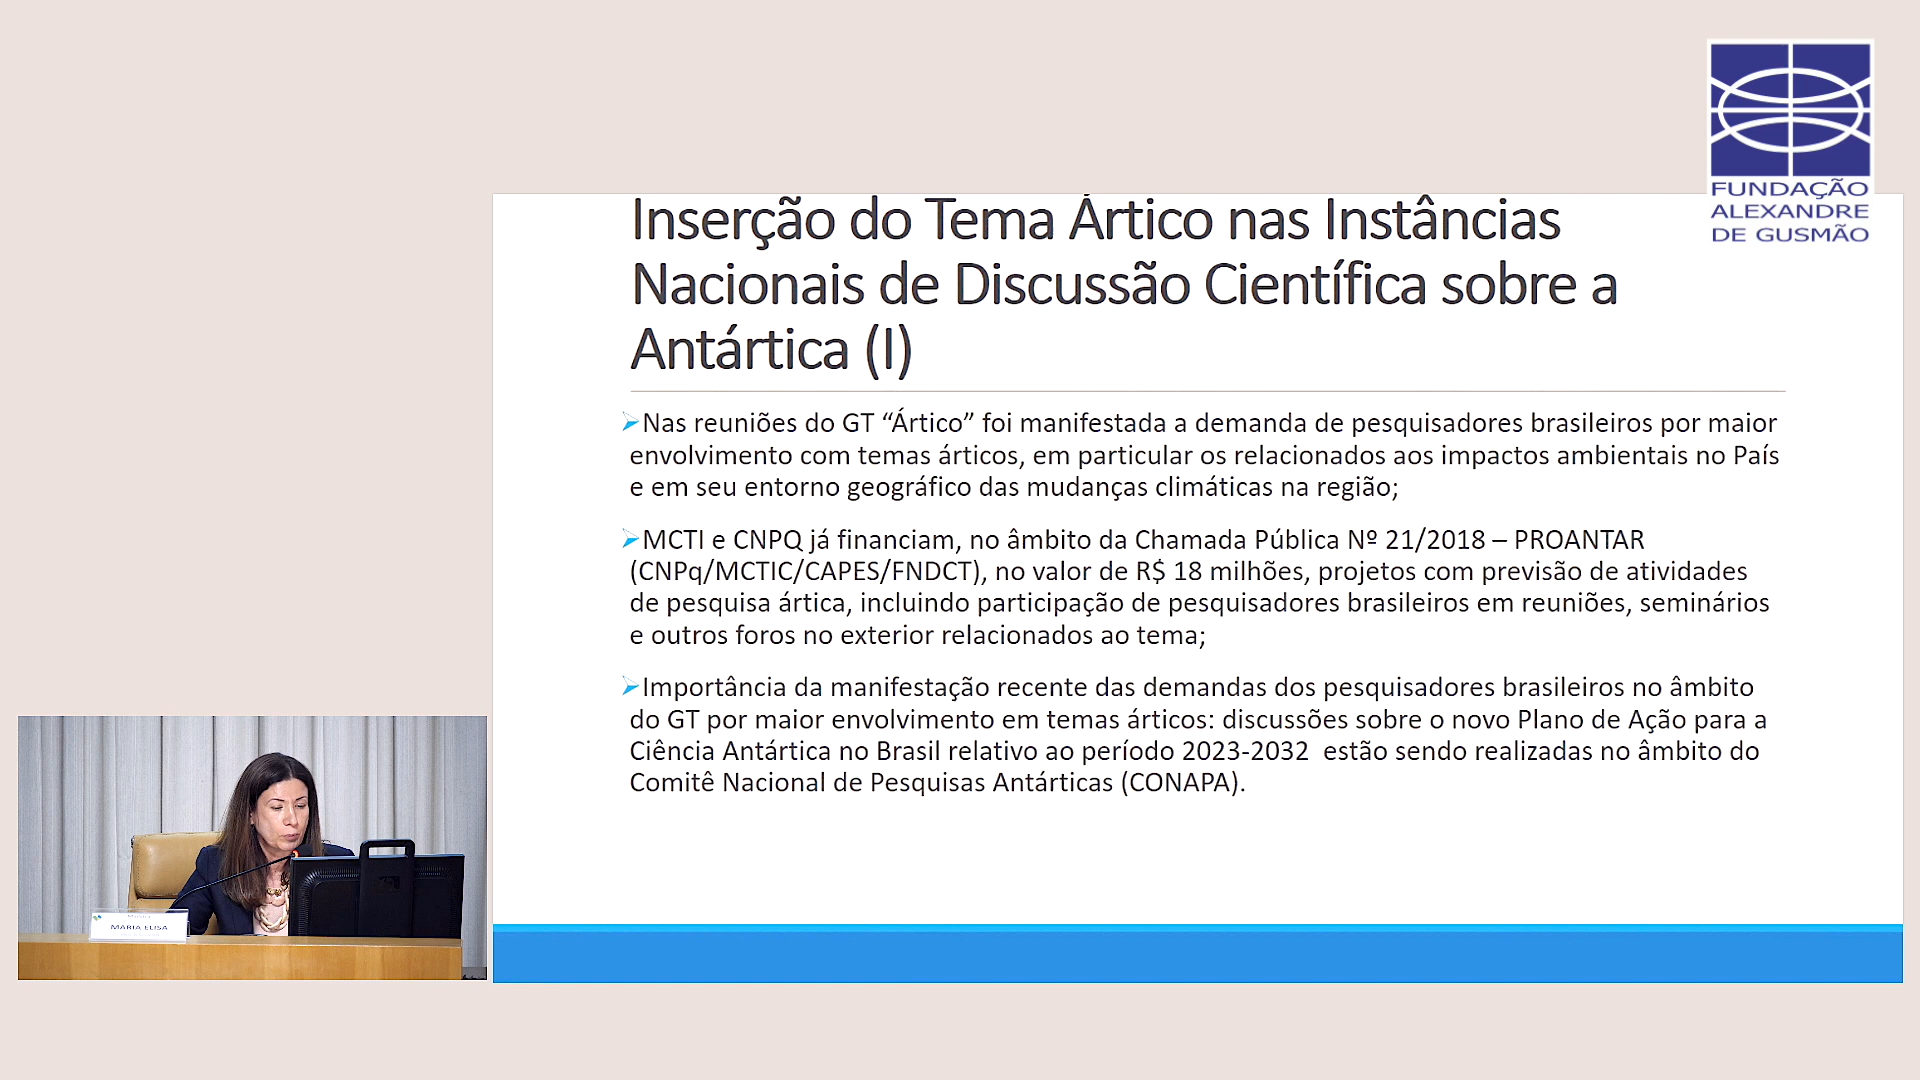 FUNDAÇÃO
ALEXANDRE
DE GUSMÃO
Inserção do Tema Ártico nas Instâncias
Nacionais de Discussão Científica sobre a
Antártica (I)
Nas reuniões do GT “Ártico” foi manifestada a demanda de pesquisadores brasileiros por maior
envolvimento com temas árticos, em particular os relacionados aos impactos ambientais no País
e em seu entorno geográfico das mudanças climáticas na região;
MCTI e CNPQ já financiam, no âmbito da Chamada Pública Nº 21/2018 – PROANTAR
(CNPq/MCTIC/CAPES/FNDCT), no valor de R$ 18 milhões, projetos com previsão de atividades
de pesquisa ártica, incluindo participação de pesquisadores brasileiros em reuniões, seminários
e outros foros no exterior relacionados ao tema;
Importância da manifestação recente das demandas dos pesquisadores brasileiros no âmbito
do GT por maior envolvimento em temas árticos: discussões sobre o novo Plano de Ação para a
Ciência Antártica no Brasil relativo ao período 2023-2032 estão sendo realizadas no âmbito do
Comitê Nacional de Pesquisas Antárticas (CONAPA).
MARIA ELISA